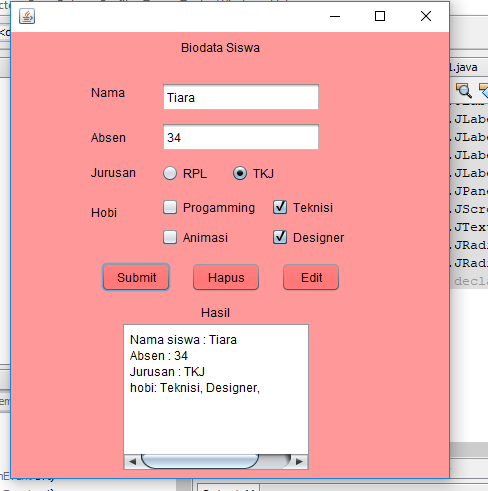 Biodata Siswa
1.java
Nama
Tiara
Absen
34
Jurusan
RPL
TKJ
Hobi
Progamming
Teknisi
Animasi
Designer
Submit
Hapus
Edit
Hasil
Nama siswa : Tiara
Absen : 34
Jurusan : TKJ
hobi: Teknisi, Designer,
.JLabe
.JLabe
.JLabe
.JLabe
.JPan
.JScro
.JText
.JRadi
.JRadi
decla